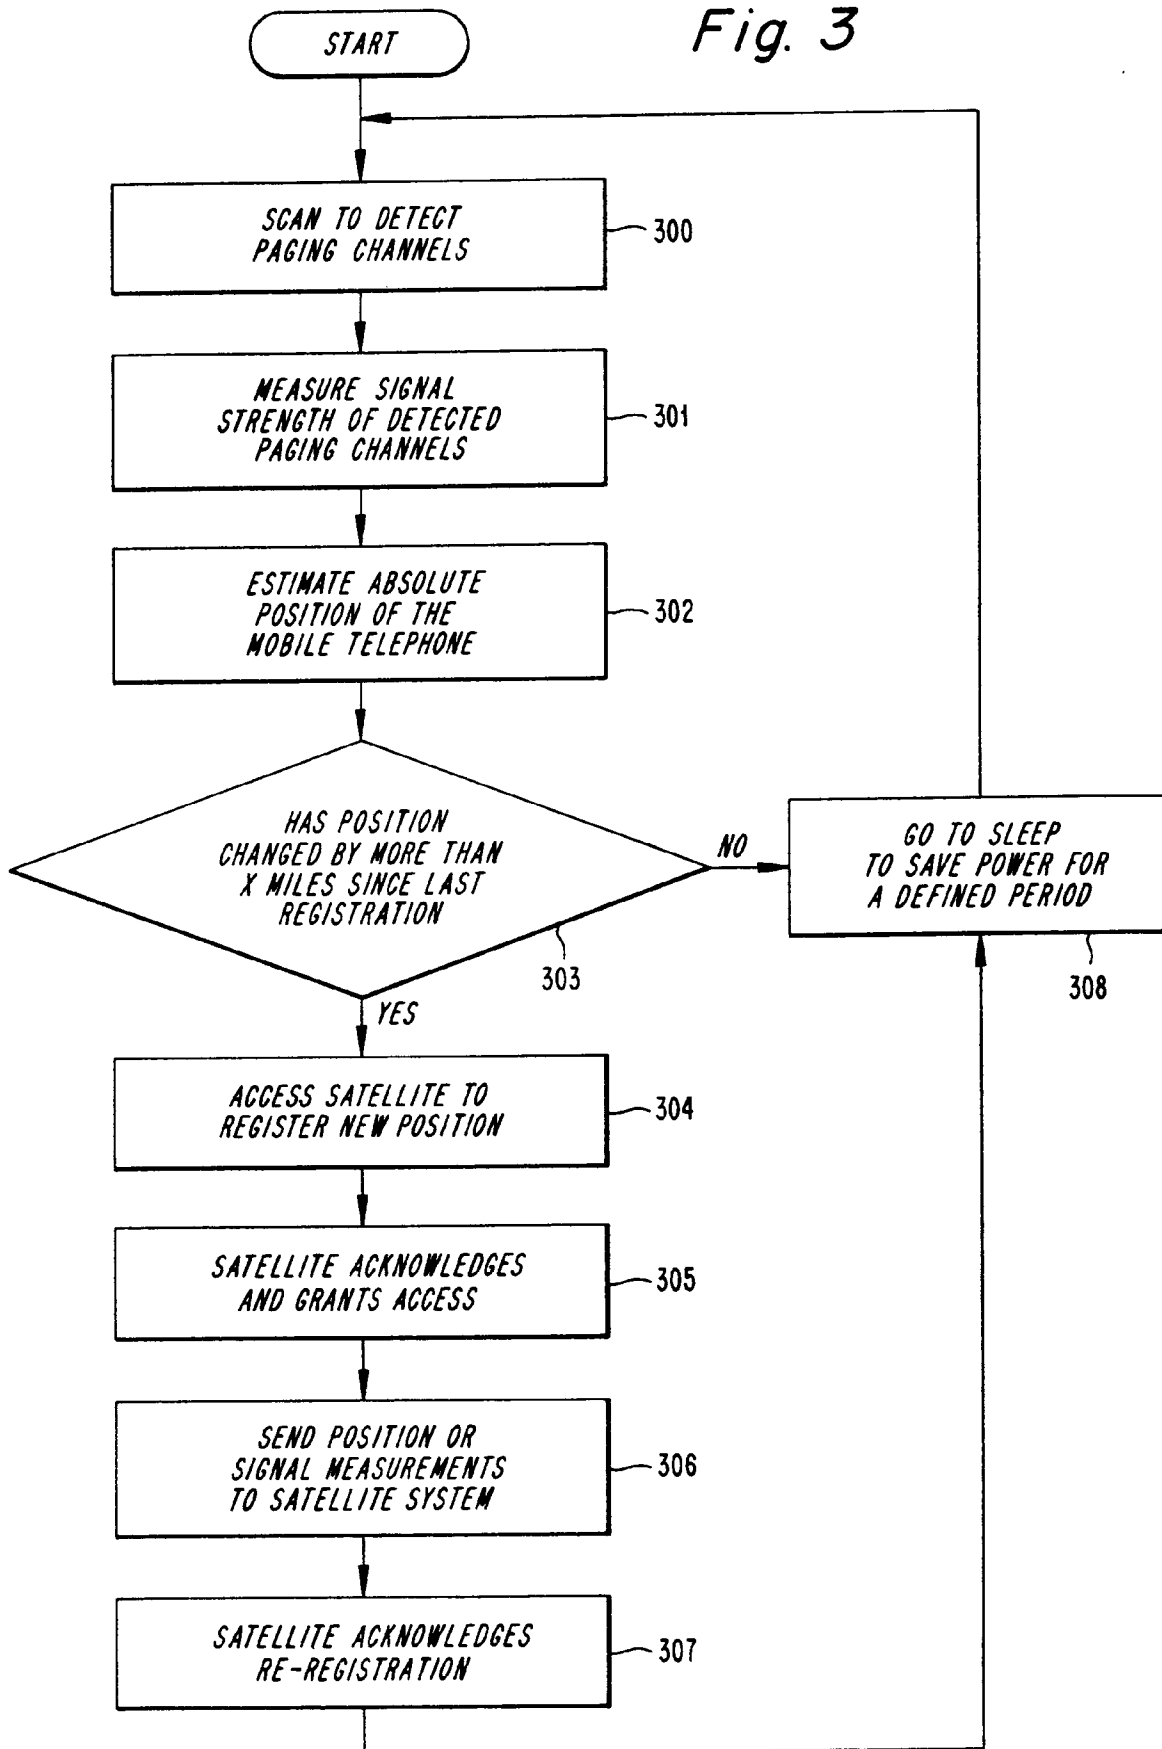 Fig. 3
START
SCAN TO DETECT
PAGING CHANNELS
300
MEASURE SIGNAL
STRENGTH OF DETECTED
PAGING CHANNELS
301
ESTIMATE ABSOLUTE
POSITION OF THE
MOBILE TELEPHONE
302
HAS POSITION
CHANGED BY MORE THAN
X MILES SINCE LAST
REGISTRATION
303
NO
GO TO SLEEP
TO SAVE POWER FOR
A DEFINED PERIOD
308
YES
ACCESS SATELLITE TO
REGISTER NEW POSITION
304
SATELLITE ACKNOWLEDGES
AND GRANTS ACCESS
305
SEND POSITION OR
SIGNAL MEASUREMENTS
TO SATELLITE SYSTEM
306
SATELLITE ACKNOWLEDGES
RE-REGISTRATION
307